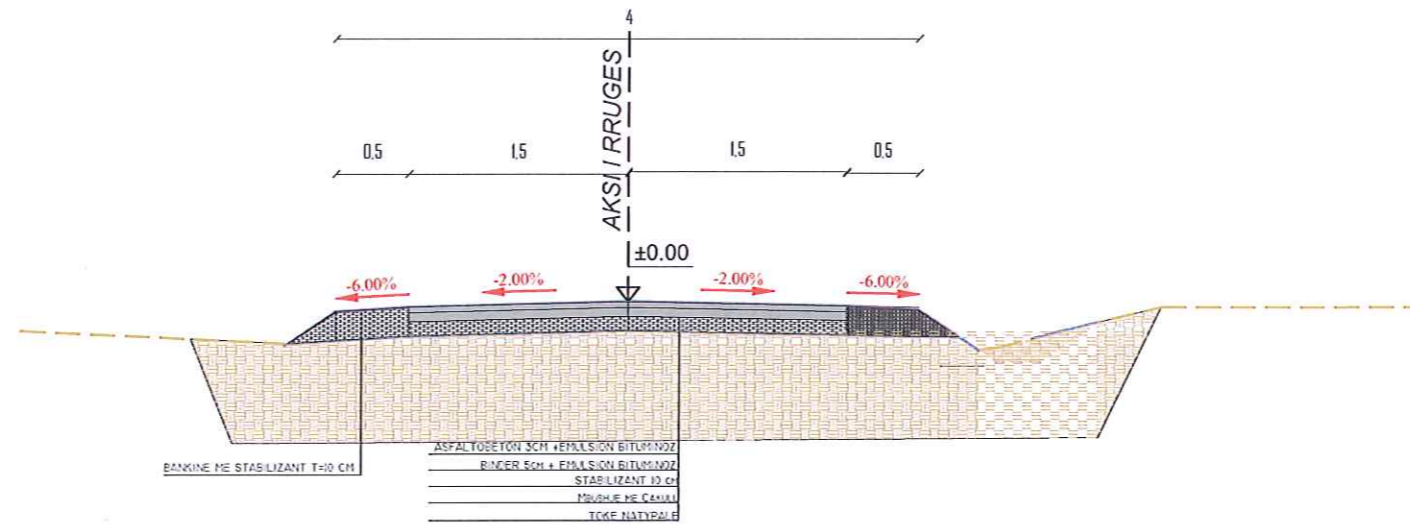 4
AKSI I RRUGES
0,5 1,5 1,5 0,5
±0.00
-6.00% -2.00% -2.00% -6.00%
BANKINE ME STABILIZANT T=10 CM
ASFALTOBETON 3CM +EMULSION BITUMINOZ
BINDER 5CM + EMULSION BITUMINOZ
STABILIZANT 10 CM
MBUSHJE ME CAKULL
TOKE NATYPALE